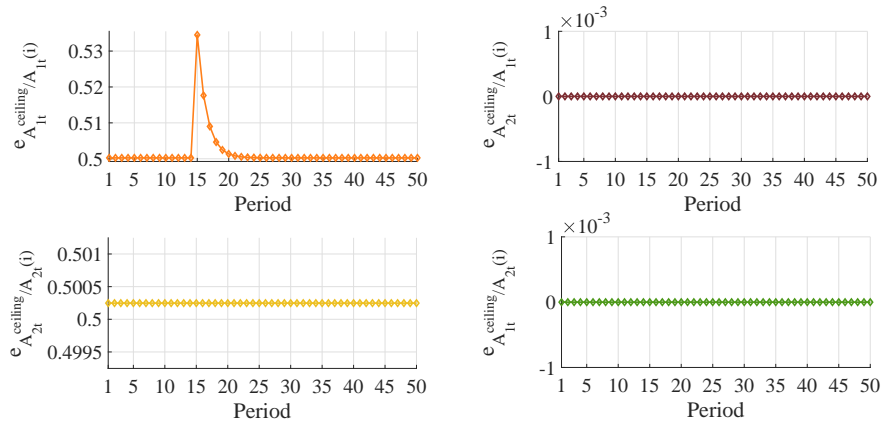 e_{A_{1t}^{ceiling}/A_{1t}(i)}
0.53
0.52
0.51
0.5
1 5 10 15 20 25 30 35 40 45 50
Period
×10^{-3}
e_{A_{2t}^{ceiling}/A_{1t}(i)}
1
0
-1
1 5 10 15 20 25 30 35 40 45 50
Period
e_{A_{2t}^{ceiling}/A_{2t}(i)}
0.501
0.5005
0.5
0.4995
1 5 10 15 20 25 30 35 40 45 50
Period
×10^{-3}
e_{A_{1t}^{ceiling}/A_{2t}(i)}
1
0
-1
1 5 10 15 20 25 30 35 40 45 50
Period